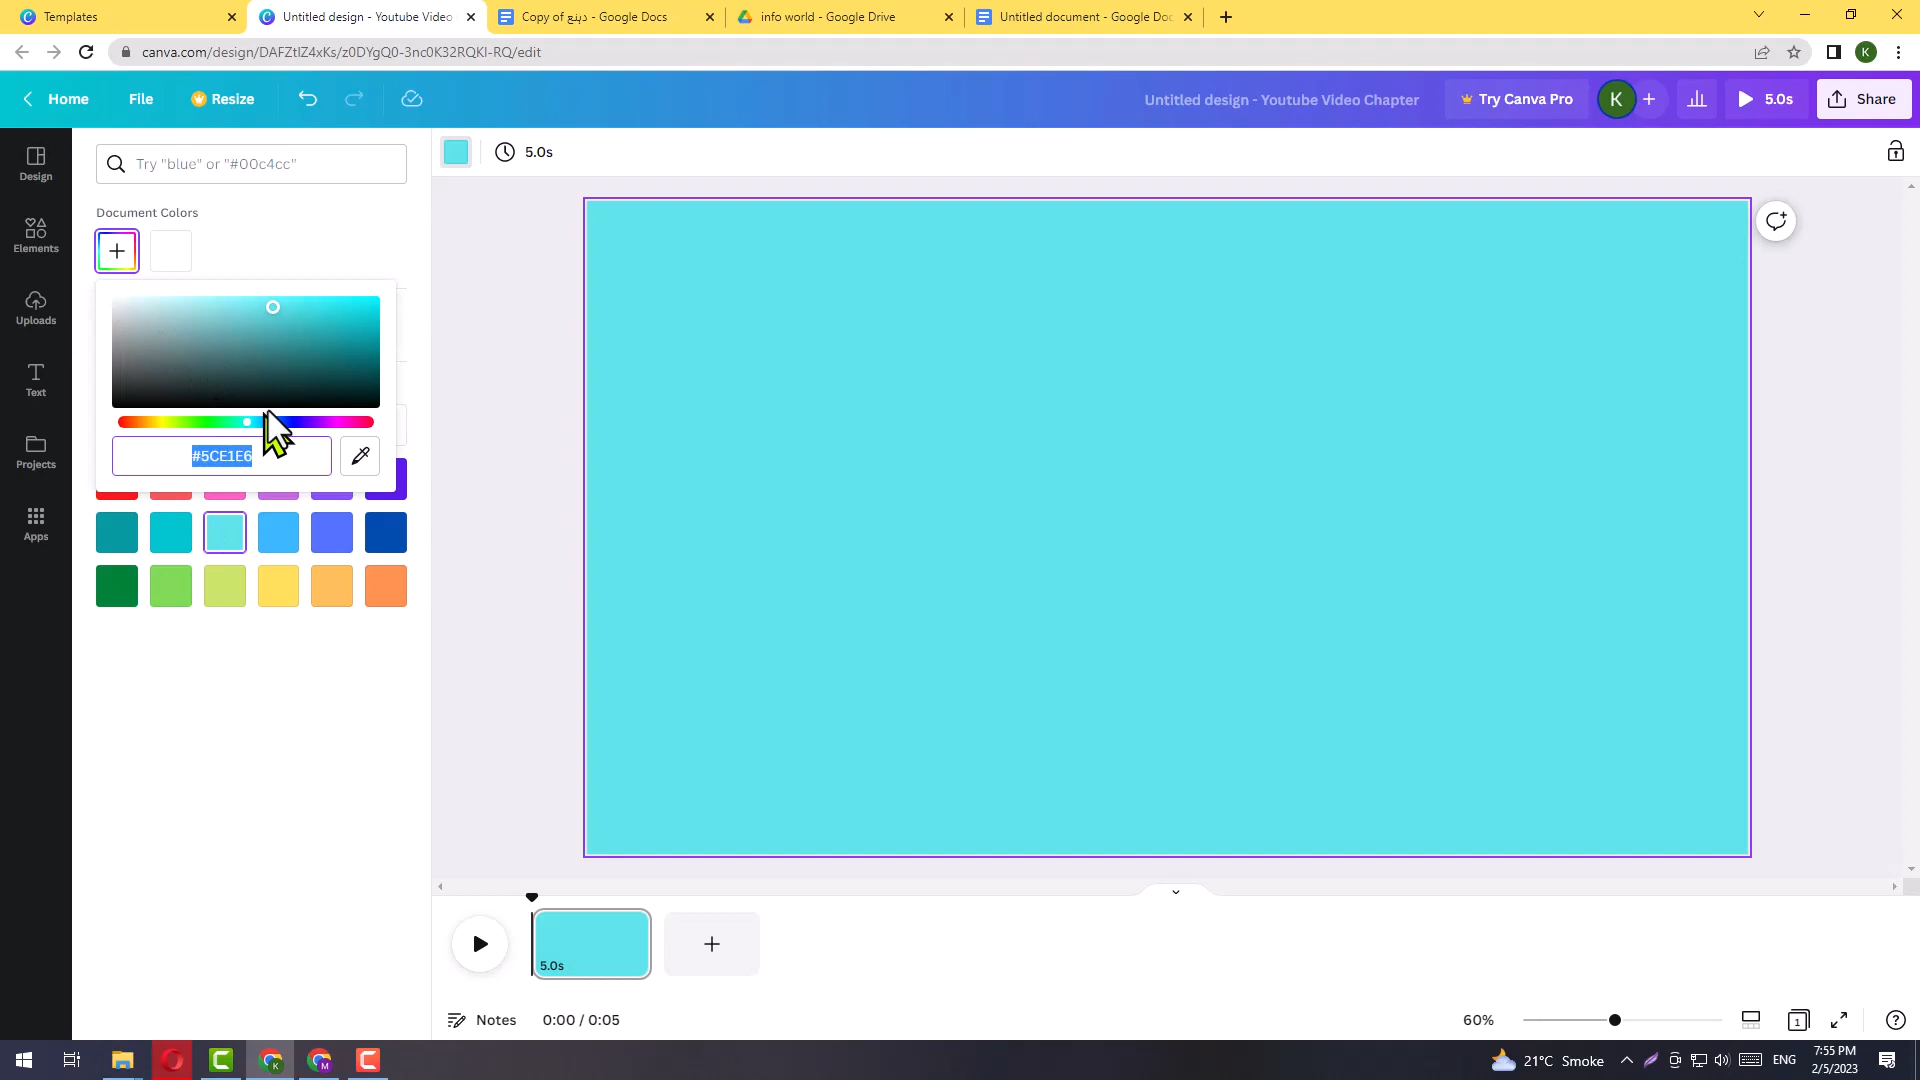 Templates
Untitled design - Youtube Video
Copy of دېنع - Google Docs
info world - Google Drive
Untitled document - Google Doc
canva.com/design/DAFZtlZ4xKs/z0DYgQ0-3nc0K32RQKI-RQ/edit
K
Home
File
Resize
Untitled design - Youtube Video Chapter
Try Canva Pro
K
5.0s
Share
Design
Elements
Uploads
Text
Projects
Apps
Try "blue" or "#00c4cc"
5.0s
Document Colors
#5CE1E6
5.0s
Notes
0:00 / 0:05
60%
1
K
M
21°C Smoke
ENG
7:55 PM
2/5/2023